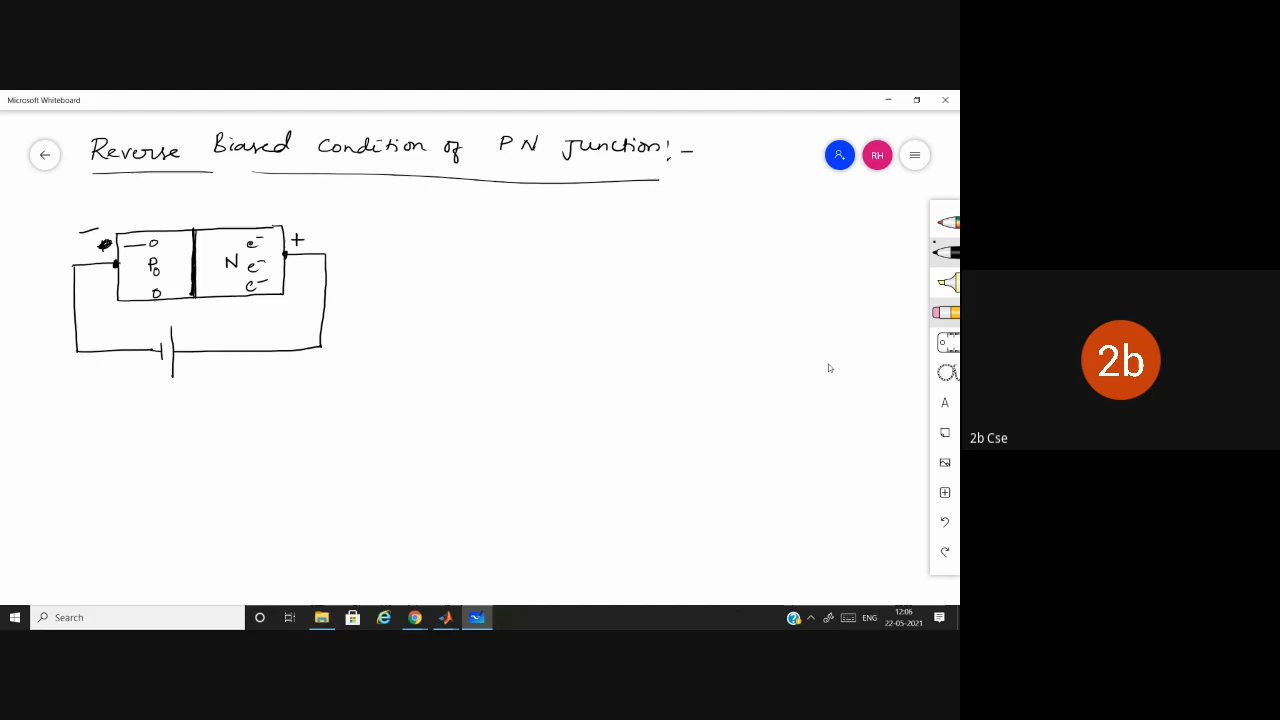 Microsoft Whiteboard
Reverse Biased Condition of PN Junction:-
RH
- +
o e⁻
P N e⁻
o
o e⁻
A
2b
2b Cse
Search
ENG
12:06
22-05-2021